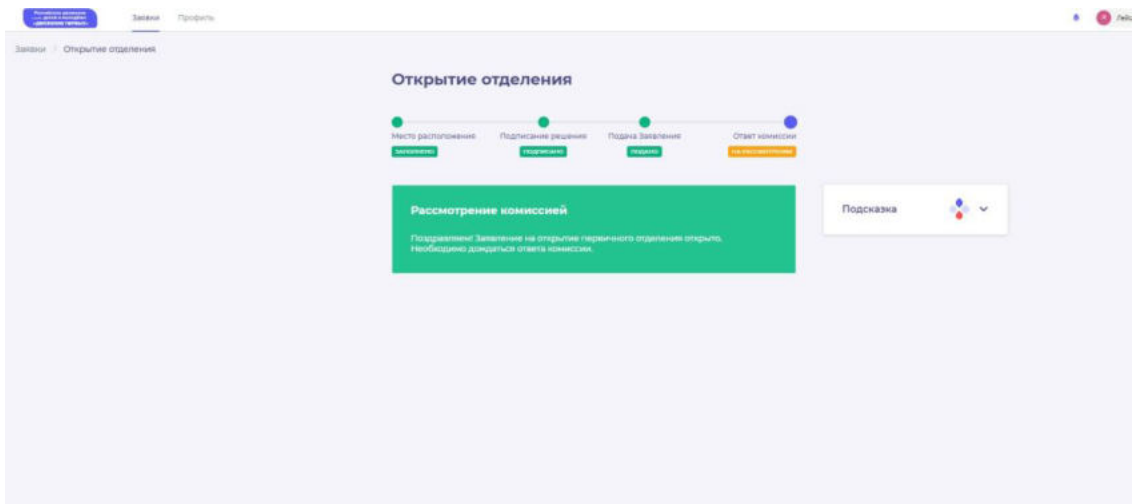 Заявки
Профиль
Заявки / Открытие отделения
Открытие отделения
Место расположение
Подписание решения
Подача Заявления
Ответ комиссии
ЗАПОЛНЕНО
ПОДПИСАНО
ПОДАНО
НА РАССМОТРЕНИИ
Рассмотрение комиссией
Поздравляем! Заявление на открытие первичного отделения открыто.
Необходимо дождаться ответа комиссии.
Подсказка